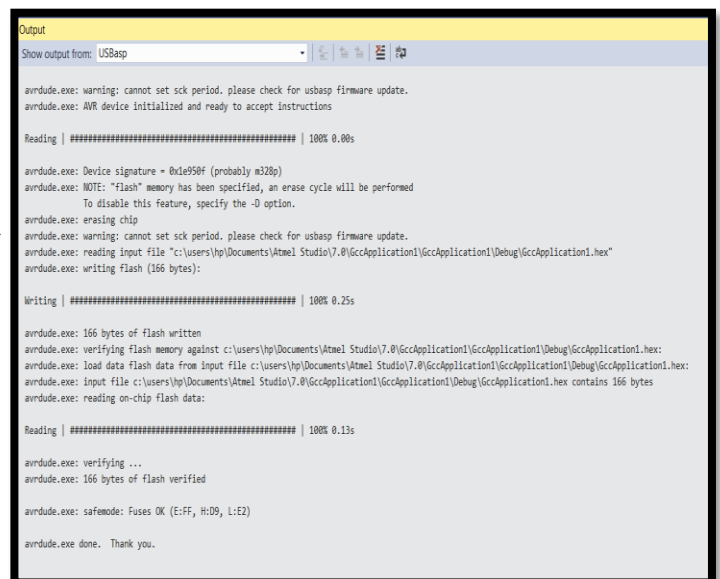 Output
Show output from: USBasp
avrdude.exe: warning: cannot set sck period. please check for usbasp firmware update.
avrdude.exe: AVR device initialized and ready to accept instructions
Reading | ################################################## | 100% 0.00s
avrdude.exe: Device signature = 0x1e950f (probably m328p)
avrdude.exe: NOTE: "flash" memory has been specified, an erase cycle will be performed
To disable this feature, specify the -D option.
avrdude.exe: erasing chip
avrdude.exe: warning: cannot set sck period. please check for usbasp firmware update.
avrdude.exe: reading input file "c:\users\hp\Documents\Atmel Studio\7.0\GccApplication1\GccApplication1\Debug\GccApplication1.hex"
avrdude.exe: writing flash (166 bytes):
Writing | ################################################## | 100% 0.25s
avrdude.exe: 166 bytes of flash written
avrdude.exe: verifying flash memory against c:\users\hp\Documents\Atmel Studio\7.0\GccApplication1\GccApplication1\Debug\GccApplication1.hex:
avrdude.exe: load data flash data from input file c:\users\hp\Documents\Atmel Studio\7.0\GccApplication1\GccApplication1\Debug\GccApplication1.hex:
avrdude.exe: input file c:\users\hp\Documents\Atmel Studio\7.0\GccApplication1\GccApplication1\Debug\GccApplication1.hex contains 166 bytes
avrdude.exe: reading on-chip flash data:
Reading | ################################################## | 100% 0.13s
avrdude.exe: verifying ...
avrdude.exe: 166 bytes of flash verified
avrdude.exe: safemode: Fuses OK (E:FF, H:D9, L:E2)
avrdude.exe done.  Thank you.